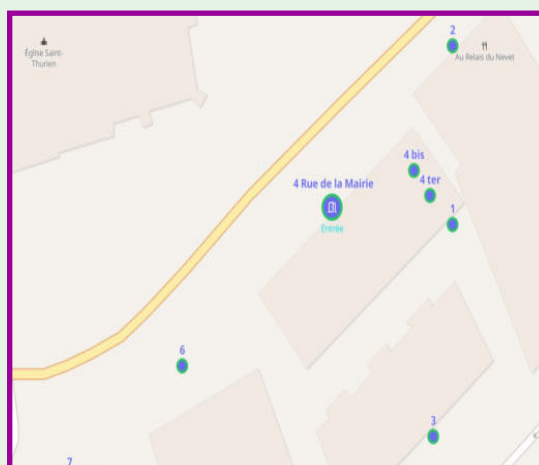 2
Église Saint-
Thurien
Au Relais du Never
4 bis
4 Rue de la Mairie
4 ter
1
Entrée
6
3
7